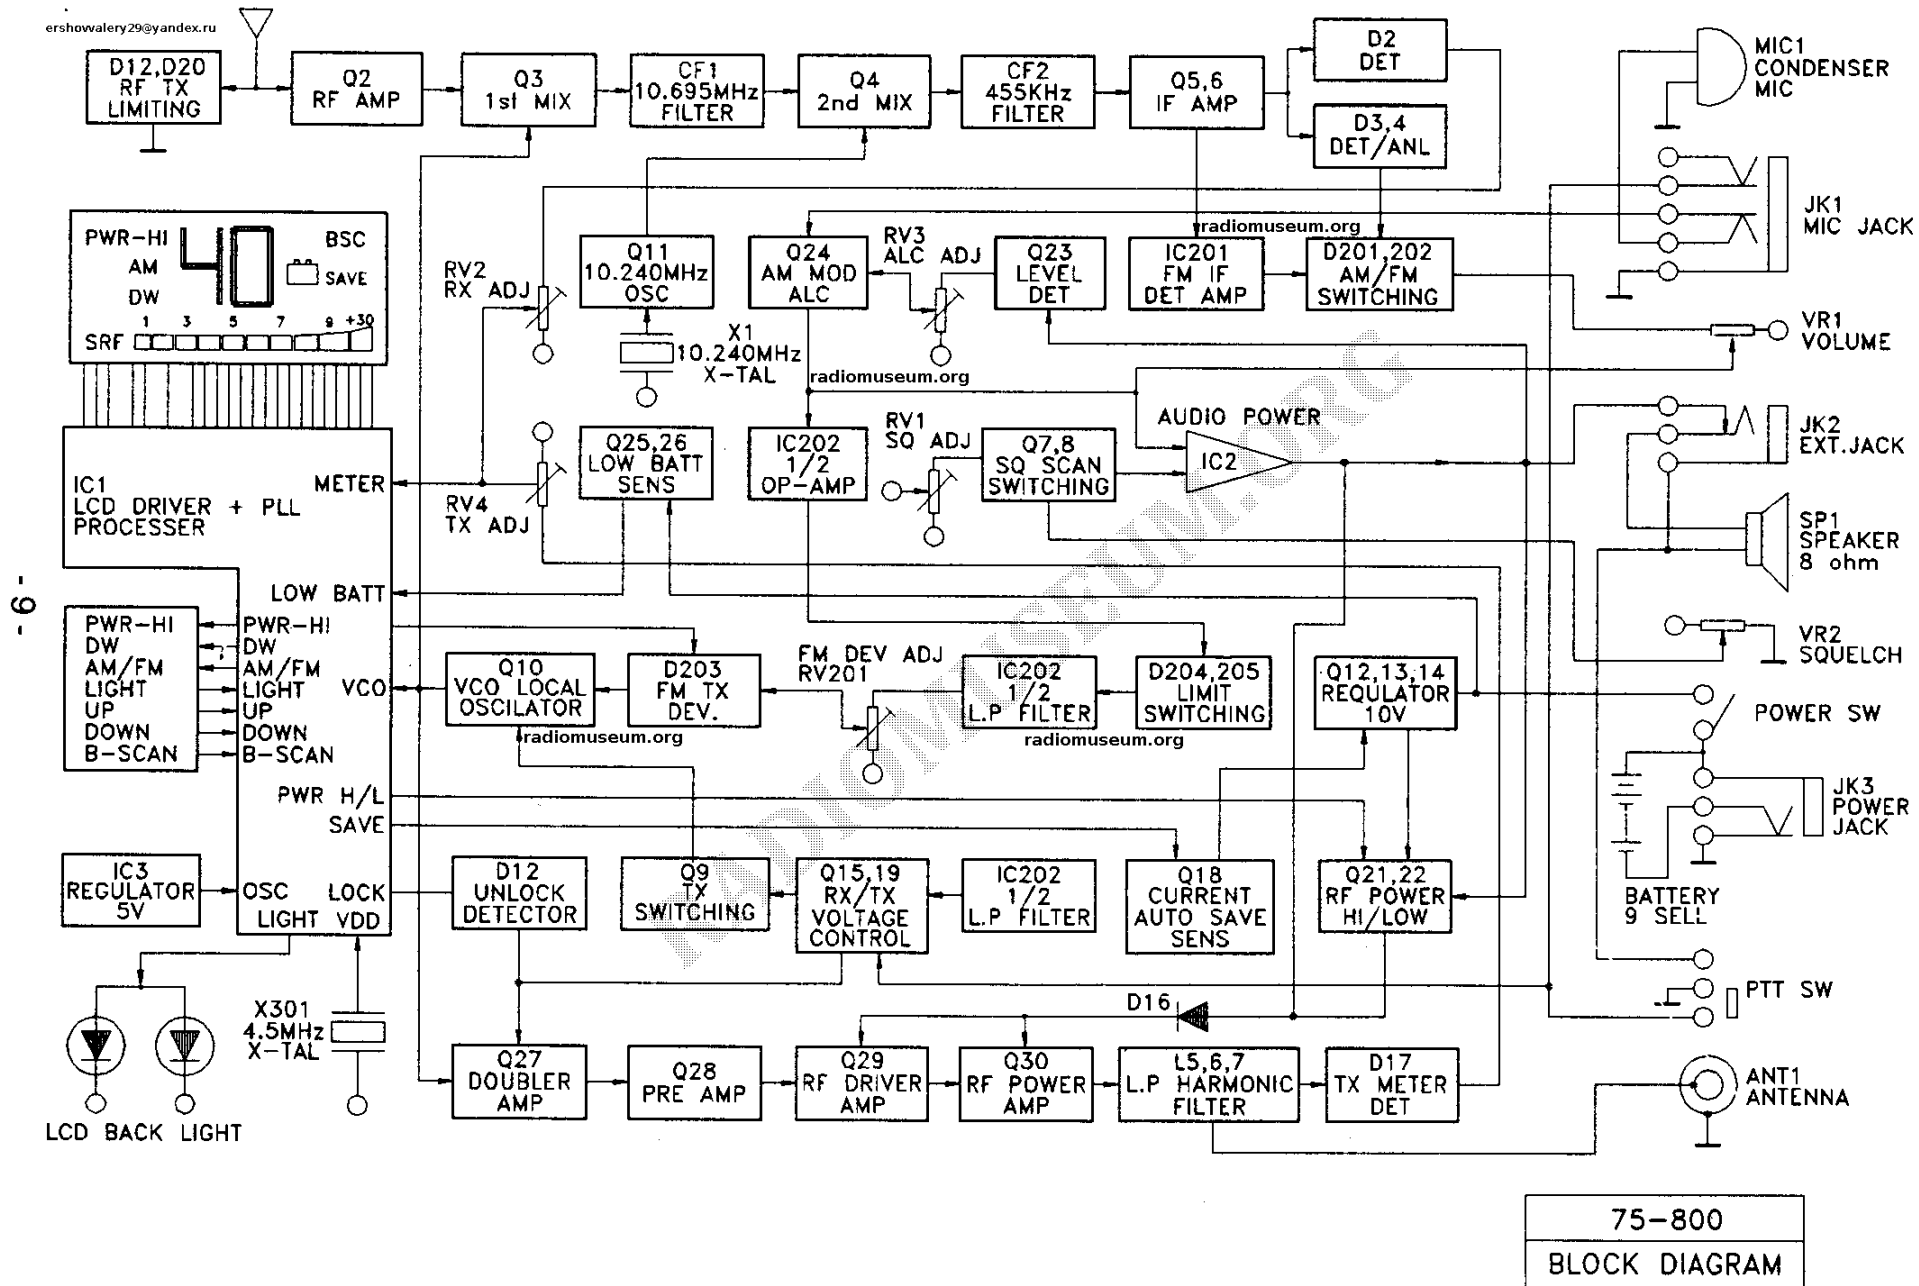 ershowalery29@yandex.ru
D12,D20
RF TX
LIMITING
Q2
RF AMP
Q3
1st MIX
CF1
10.695MHz
FILTER
Q4
2nd MIX
CF2
455KHz
FILTER
Q5,6
IF AMP
D2
DET
D3,4
DET/ANL
MIC1
CONDENSER
MIC
JK1
MIC JACK
PWR-HI
AM
DW
BSC
SAVE
1 3 5 7 9 +30
SRF
RV2
RX ADJ
Q11
10.240MHz
OSC
X1
10.240MHz
X-TAL
Q24
AM MOD
ALC
RV3
ALC ADJ
Q23
LEVEL
DET
radiomuseum.org
IC201
FM IF
DET AMP
D201,202
AM/FM
SWITCHING
VR1
VOLUME
radiomuseum.org
RADIOMUSEUM.ORG
IC1
LCD DRIVER + PLL
PROCESSER
METER
RV4
TX ADJ
Q25,26
LOW BATT
SENS
IC202
1/2
OP-AMP
RV1
SQ ADJ
Q7,8
SQ SCAN
SWITCHING
AUDIO POWER
IC2
JK2
EXT.JACK
SP1
SPEAKER
8 ohm
- 9 -
LOW BATT
PWR-HI
DW
AM/FM
LIGHT
UP
DOWN
B-SCAN
PWR-HI
DW
AM/FM
LIGHT
UP
DOWN
B-SCAN
VCO
Q10
VCO LOCAL
OSCILATOR
radiomuseum.org
D203
FM TX
DEV.
FM DEV ADJ
RV201
IC202
1/2
L.P FILTER
radiomuseum.org
D204,205
LIMIT
SWITCHING
Q12,13,14
REQULATOR
10V
VR2
SQUELCH
POWER SW
JK3
POWER
JACK
BATTERY
9 SELL
PWR H/L
SAVE
IC3
REGULATOR
5V
OSC
LOCK
LIGHT
VDD
D12
UNLOCK
DETECTOR
Q9
TX
SWITCHING
Q15,19
RX/TX
VOLTAGE
CONTROL
IC202
1/2
L.P FILTER
Q18
CURRENT
AUTO SAVE
SENS
Q21,22
RF POWER
HI/LOW
PTT SW
X301
4.5MHz
X-TAL
LCD BACK LIGHT
D16
Q27
DOUBLER
AMP
Q28
PRE AMP
Q29
RF DRIVER
AMP
Q30
RF POWER
AMP
L5,6,7
L.P HARMONIC
FILTER
D17
TX METER
DET
ANT1
ANTENNA
75-800
BLOCK DIAGRAM